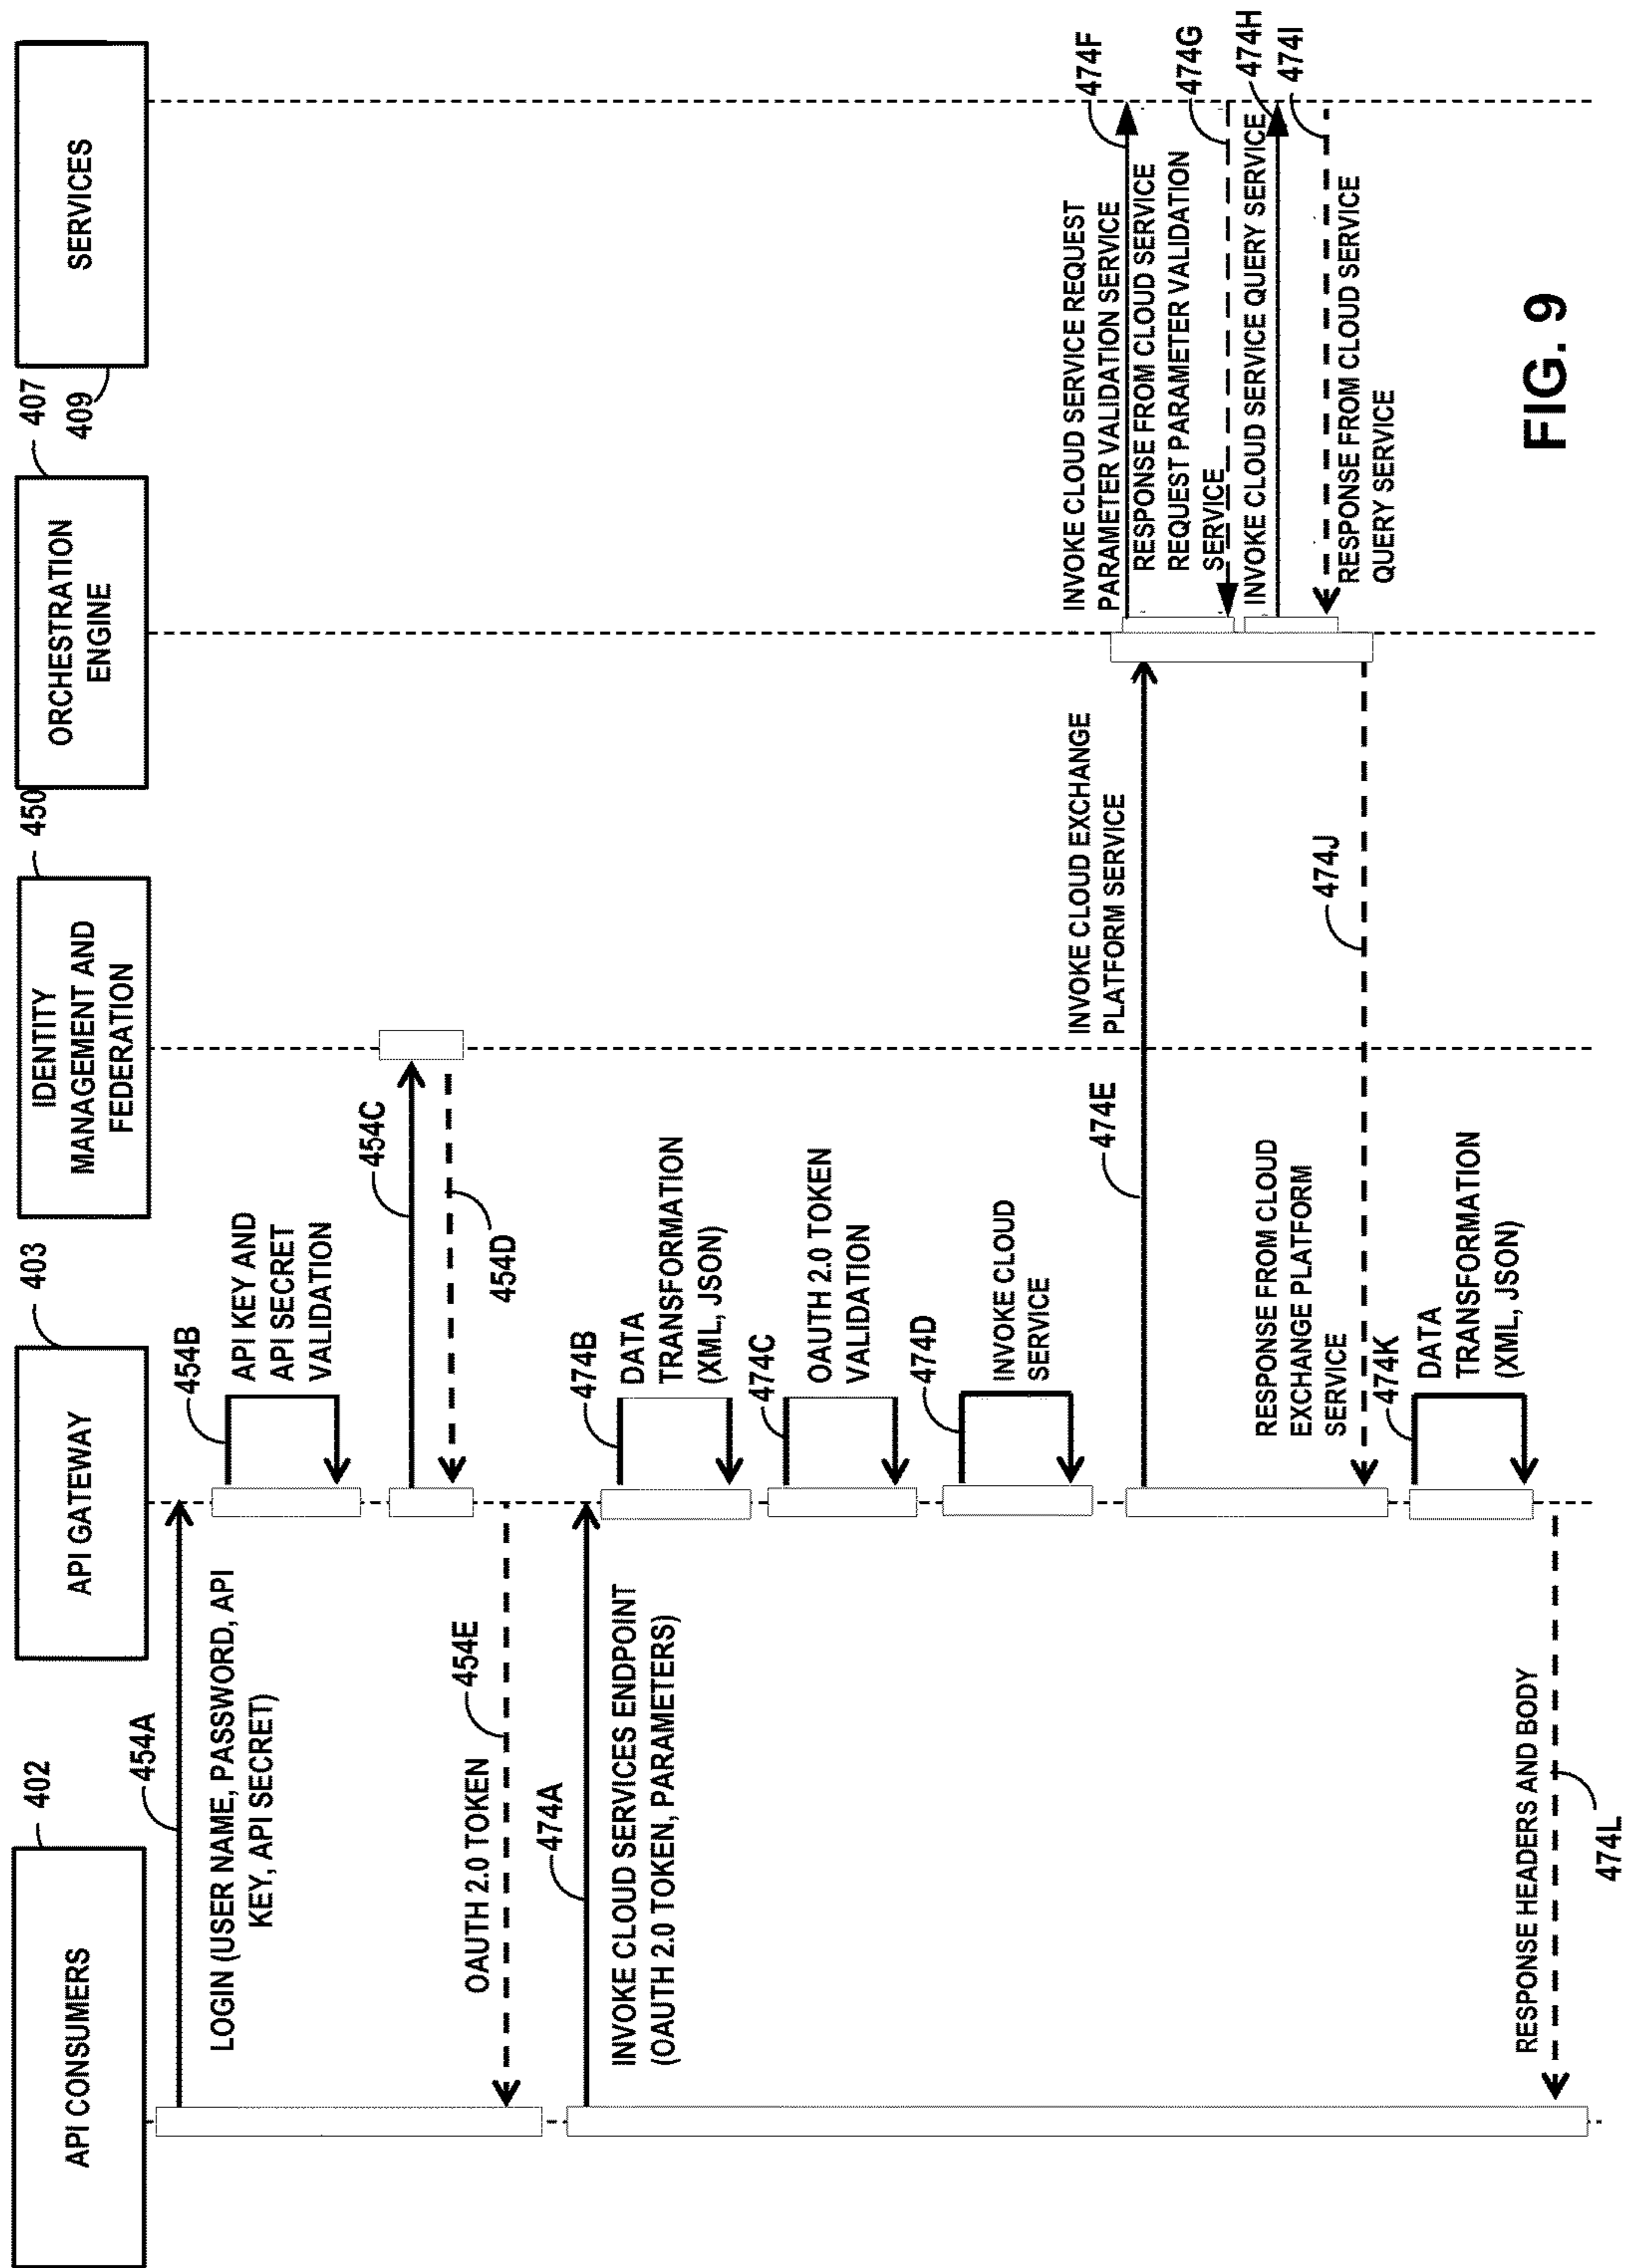 API CONSUMERS
402
API GATEWAY
403
IDENTITY
MANAGEMENT AND
FEDERATION
450
ORCHESTRATION
ENGINE
407
SERVICES
409
454A
LOGIN (USER NAME, PASSWORD, API
KEY, API SECRET)
454B
API KEY AND
API SECRET
VALIDATION
454C
454D
454E
OAUTH 2.0 TOKEN
474A
INVOKE CLOUD SERVICES ENDPOINT
(OAUTH 2.0 TOKEN, PARAMETERS)
474B
DATA
TRANSFORMATION
(XML, JSON)
474C
OAUTH 2.0 TOKEN
VALIDATION
474D
INVOKE CLOUD
SERVICE
474E
INVOKE CLOUD EXCHANGE
PLATFORM SERVICE
INVOKE CLOUD SERVICE REQUEST
PARAMETER VALIDATION SERVICE
474F
RESPONSE FROM CLOUD SERVICE
REQUEST PARAMETER VALIDATION
SERVICE
474G
INVOKE CLOUD SERVICE QUERY SERVICE
474H
474I
RESPONSE FROM CLOUD SERVICE
QUERY SERVICE
474J
RESPONSE FROM CLOUD
EXCHANGE PLATFORM
SERVICE
474K
DATA
TRANSFORMATION
(XML, JSON)
RESPONSE HEADERS AND BODY
474L
FIG. 9